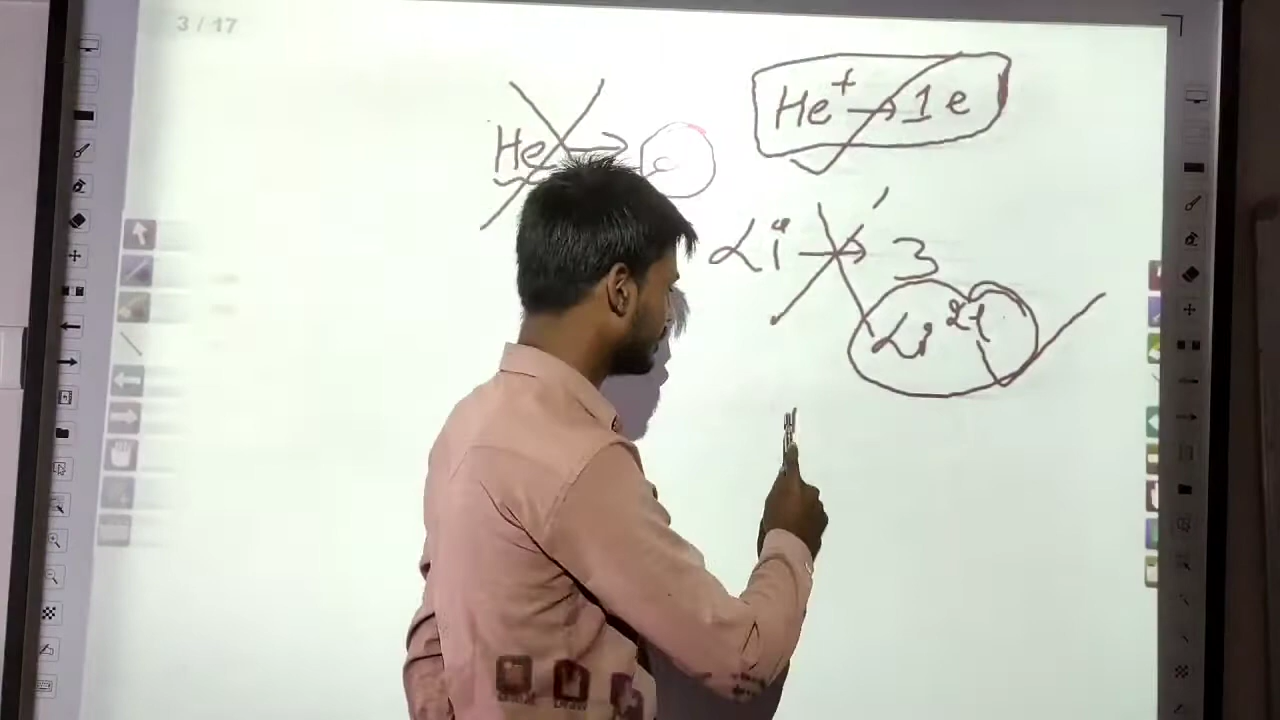 3 / 17
He⁺ → 1 e
He →
Li → 3
Li²⁺